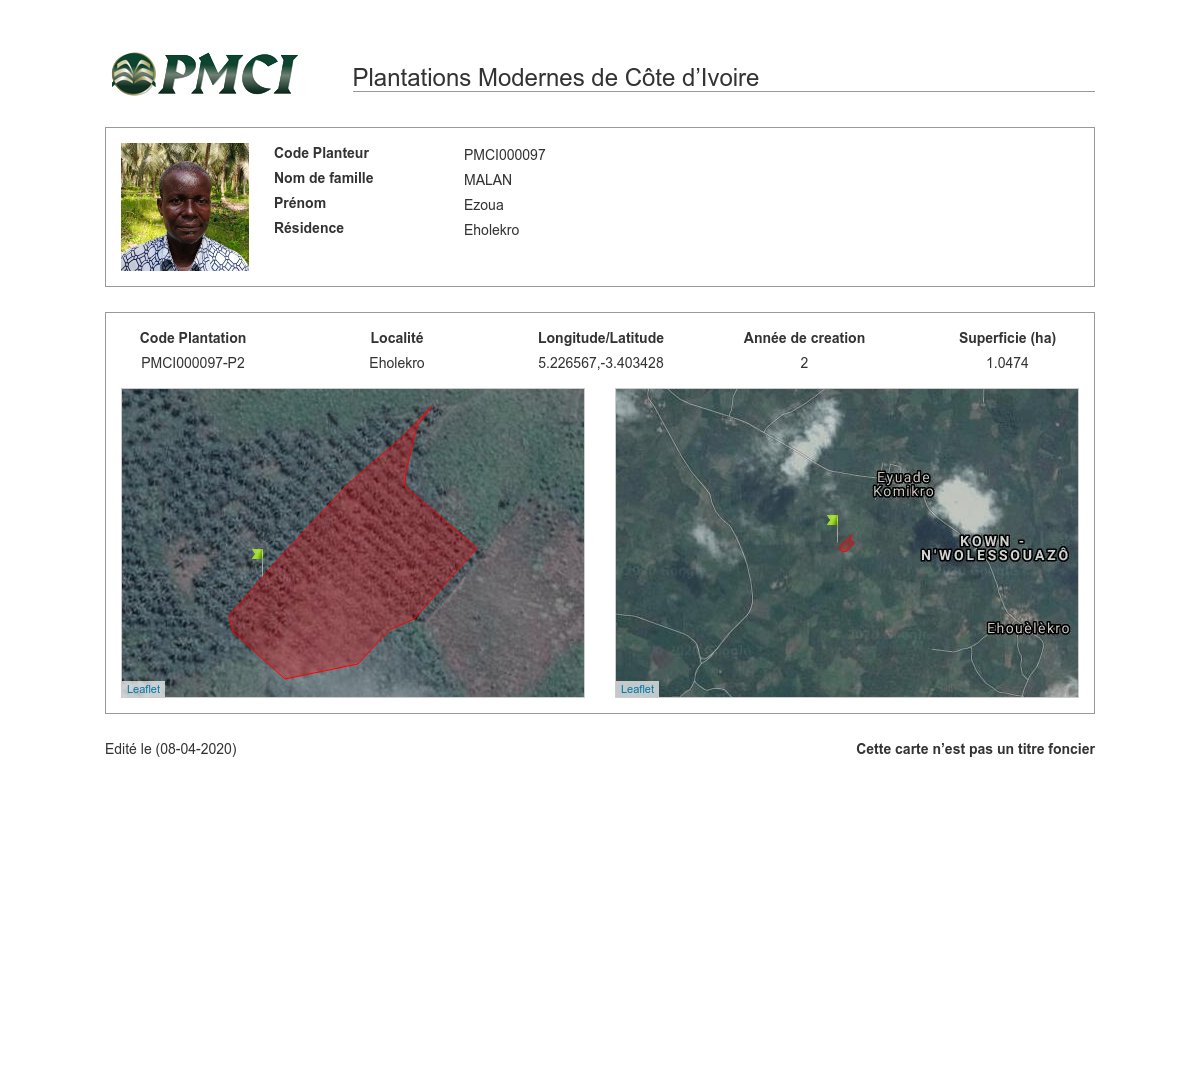 PMCI
Plantations Modernes de Côte d’Ivoire
Code Planteur PMCI000097
Nom de famille MALAN
Prénom Ezoua
Résidence Eholekro
Code Plantation Localité Longitude/Latitude Année de creation Superficie (ha)
PMCI000097-P2 Eholekro 5.226567,-3.403428 2 1.0474
Leaflet
Eyuade
Komikro
KOWN -
N'WOLESSOUAZÔ
Ehouèlèkro
Leaflet
Edité le (08-04-2020) Cette carte n’est pas un titre foncier